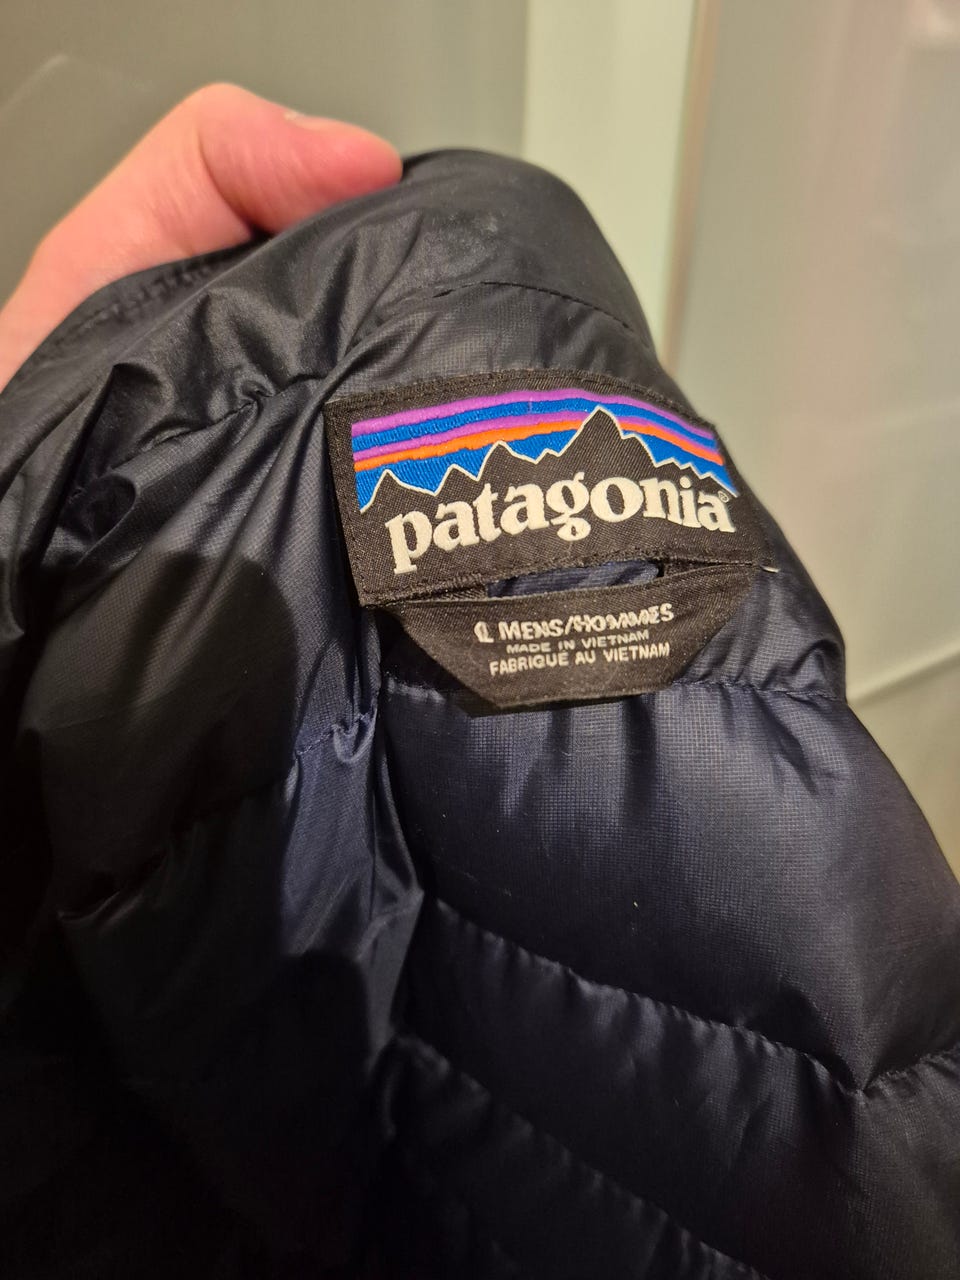 patagonia®
L MENS/HOMMES
MADE IN VIETNAM
FABRIQUE AU VIETNAM